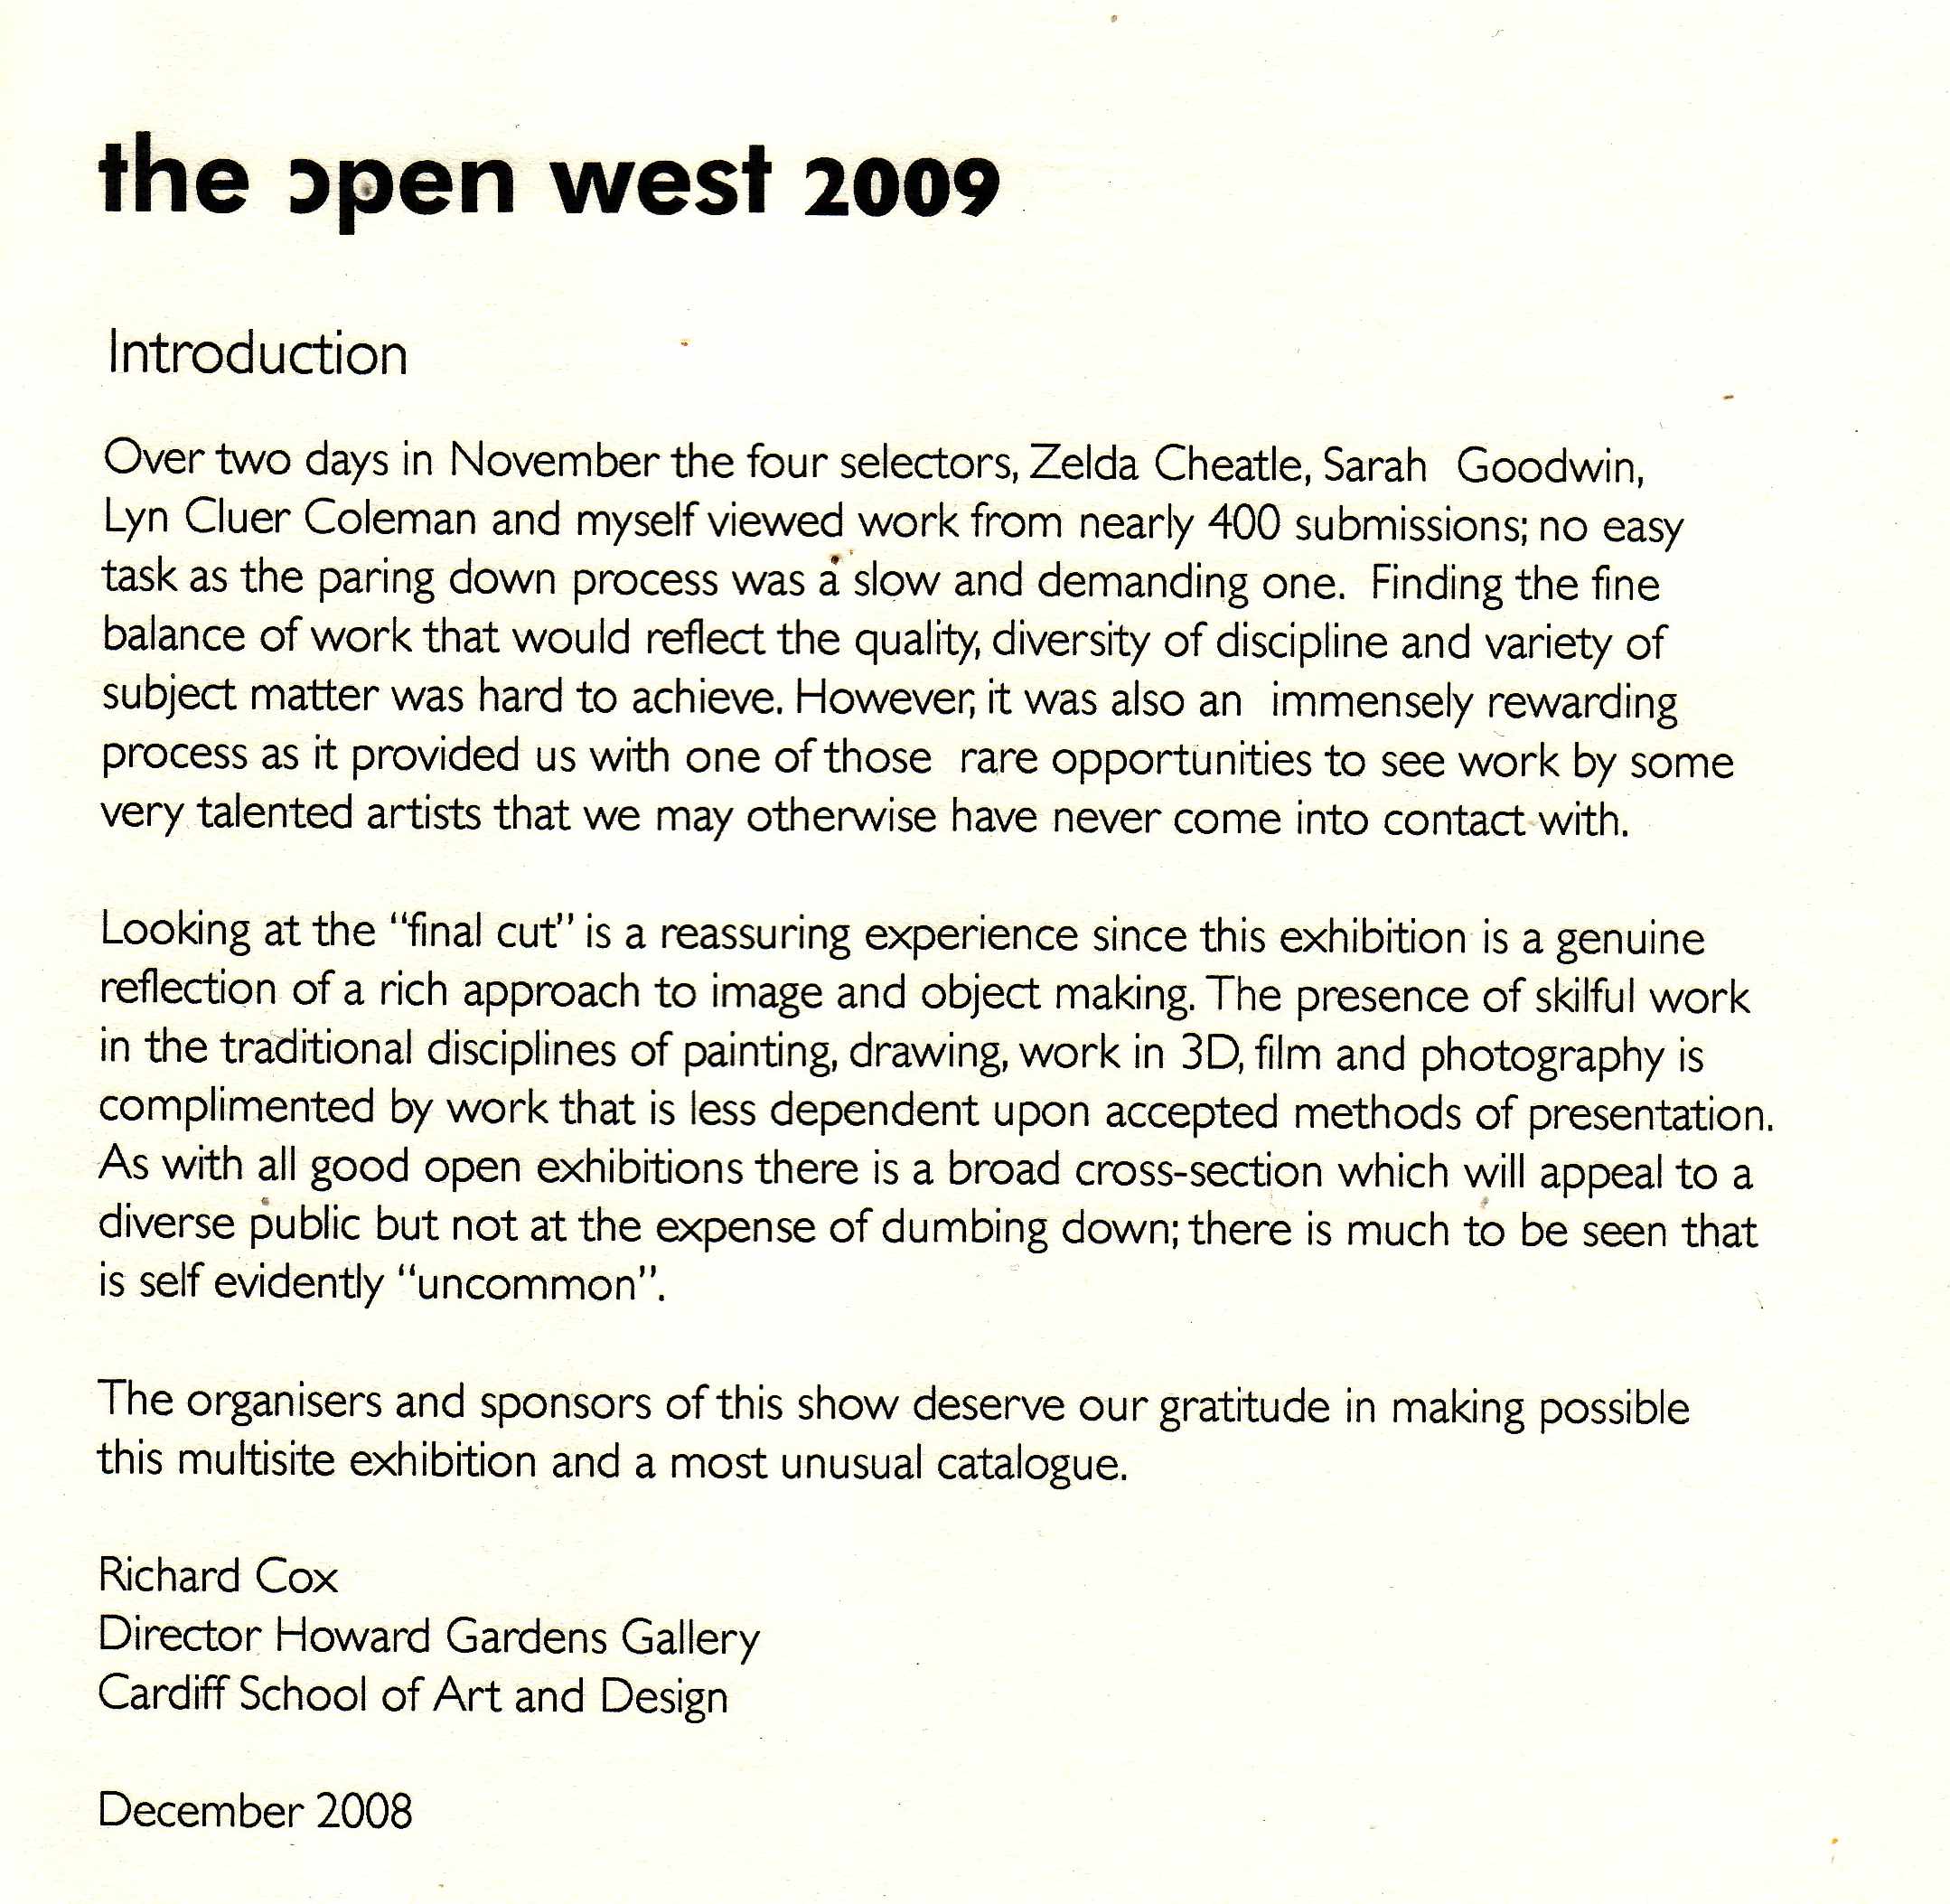 the open west 2009
Introduction
Over two days in November the four selectors, Zelda Cheatle, Sarah Goodwin,
Lyn Cluer Coleman and myself viewed work from nearly 400 submissions; no easy
task as the paring down process was a slow and demanding one. Finding the fine
balance of work that would reflect the quality, diversity of discipline and variety of
subject matter was hard to achieve. However, it was also an immensely rewarding
process as it provided us with one of those rare opportunities to see work by some
very talented artists that we may otherwise have never come into contact with.
Looking at the “final cut” is a reassuring experience since this exhibition is a genuine
reflection of a rich approach to image and object making. The presence of skilful work
in the traditional disciplines of painting, drawing, work in 3D, film and photography is
complimented by work that is less dependent upon accepted methods of presentation.
As with all good open exhibitions there is a broad cross-section which will appeal to a
diverse public but not at the expense of dumbing down; there is much to be seen that
is self evidently “uncommon”.
The organisers and sponsors of this show deserve our gratitude in making possible
this multisite exhibition and a most unusual catalogue.
Richard Cox
Director Howard Gardens Gallery
Cardiff School of Art and Design
December 2008